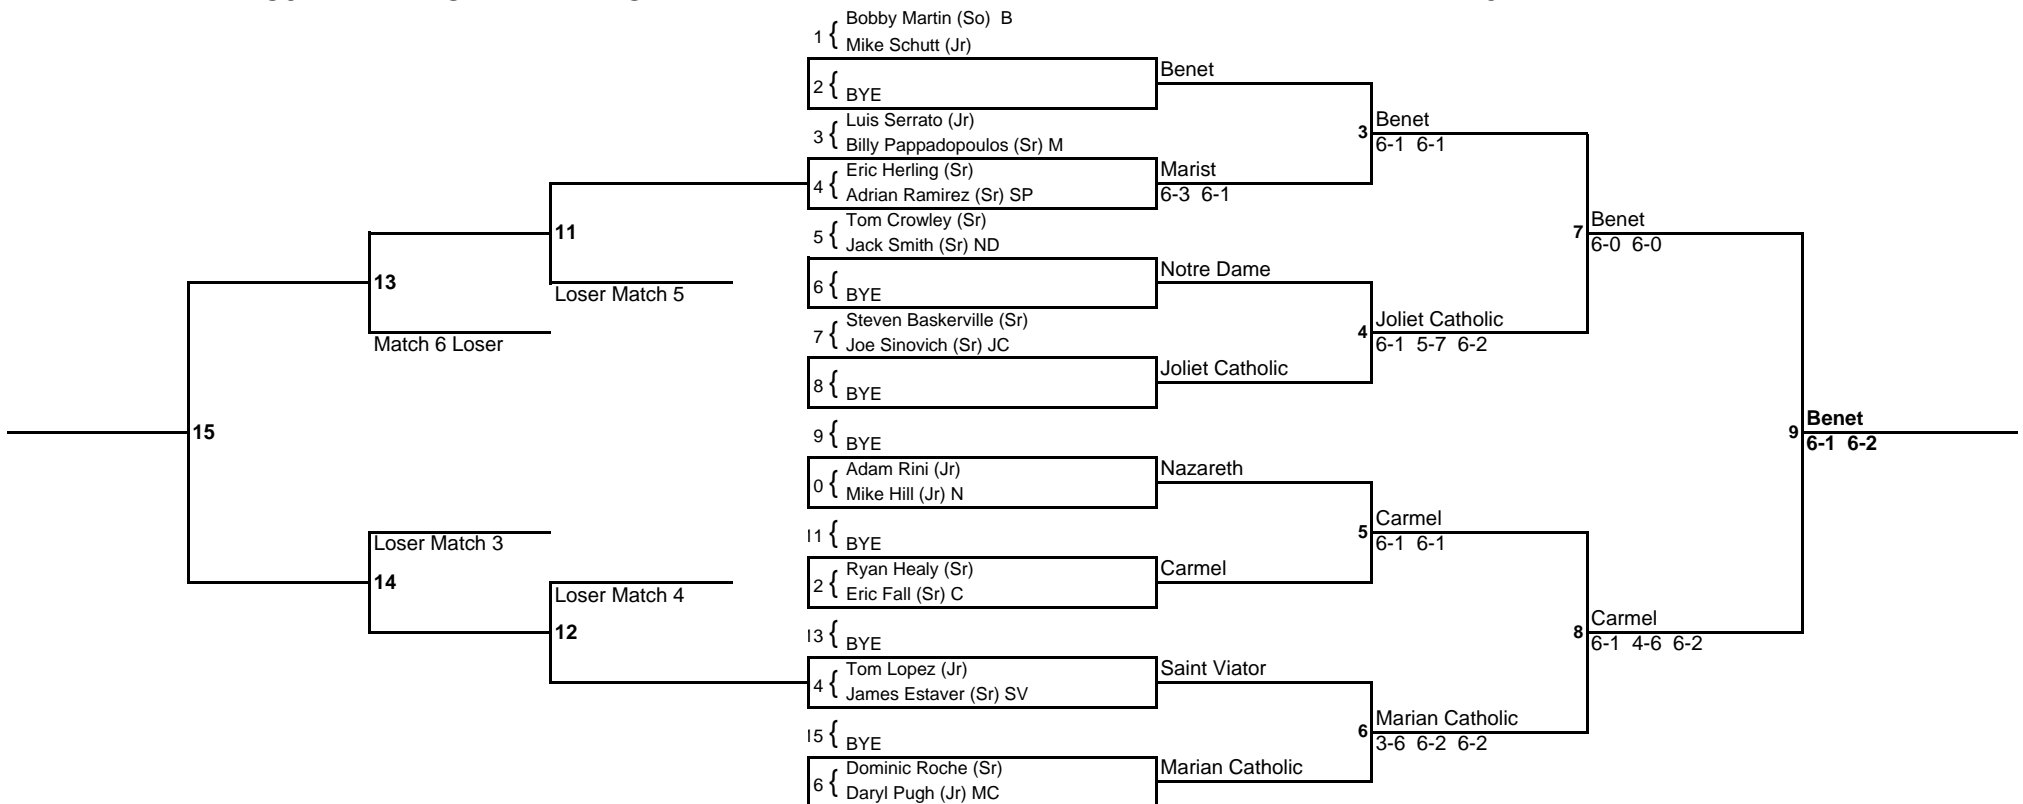 1 { Bobby Martin (So) B
Mike Schutt (Jr)
2 { BYE
3 { Luis Serrato (Jr)
Billy Pappadopoulos (Sr) M
4 { Eric Herling (Sr)
Adrian Ramirez (Sr) SP
5 { Tom Crowley (Sr)
Jack Smith (Sr) ND
6 { BYE
7 { Steven Baskerville (Sr)
Joe Sinovich (Sr) JC
8 { BYE
9 { BYE
0 { Adam Rini (Jr)
Mike Hill (Jr) N
11 { BYE
2 { Ryan Healy (Sr)
Eric Fall (Sr) C
13 { BYE
4 { Tom Lopez (Jr)
James Estaver (Sr) SV
15 { BYE
6 { Dominic Roche (Sr)
Daryl Pugh (Jr) MC
Benet
Marist
6-3 6-1
Notre Dame
Joliet Catholic
Nazareth
Carmel
Saint Viator
Marian Catholic
3 Benet
6-1 6-1
4 Joliet Catholic
6-1 5-7 6-2
5 Carmel
6-1 6-1
6 Marian Catholic
3-6 6-2 6-2
7 Benet
6-0 6-0
8 Carmel
6-1 4-6 6-2
9 Benet
6-1 6-2
11
Loser Match 5
13
Match 6 Loser
15
Loser Match 3
14
Loser Match 4
12